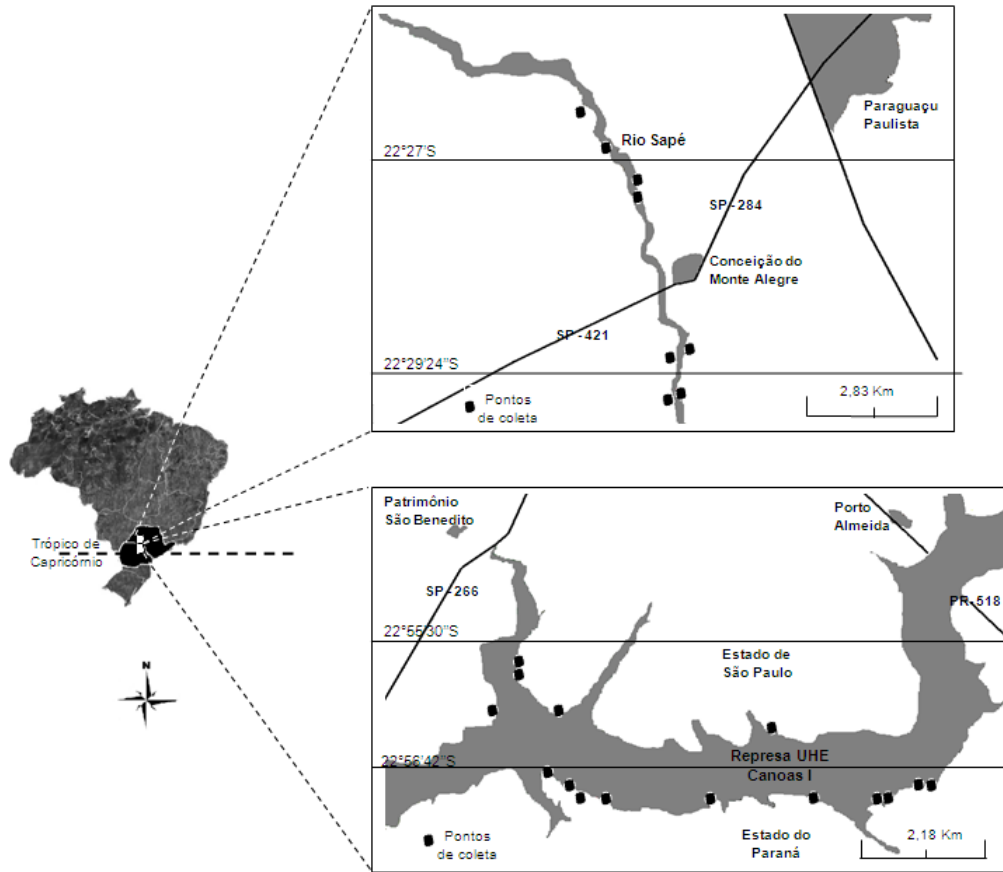 Rio Sapé
Paraguaçu
Paulista
22°27'S
SP-284
Conceição do
Monte Alegre
SP-421
22°29'24''S
Pontos
de coleta
2,83 Km
Trópico de
Capricórnio
N
Patrimônio
São Benedito
Porto
Almeida
SP-266
PR-518
22°55'30''S
Estado de
São Paulo
22°56'42''S
Represa UHE
Canoas I
Pontos
de coleta
Estado do
Paraná
2,18 Km